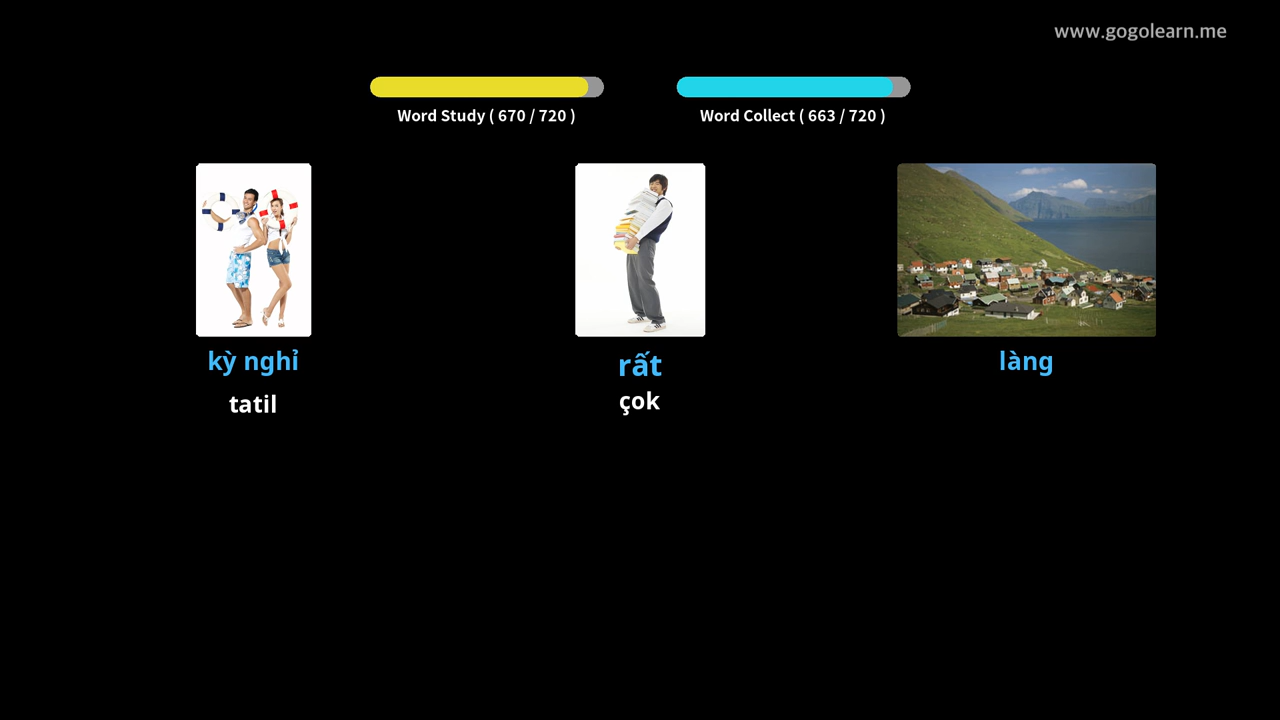 www.gogolearn.me
Word Study ( 670 / 720 )
Word Collect ( 663 / 720 )
kỳ nghỉ
tatil
rất
çok
làng